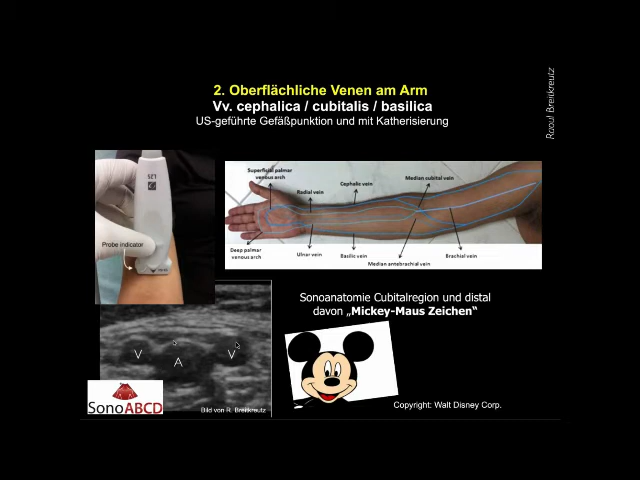 2. Oberflächliche Venen am Arm
Vv. cephalica / cubitalis / basilica
US-geführte Gefäßpunktion und mit Katherisierung
Raoul Breitkreutz
L25
Probe indicator
Superficial palmar
venous arch
Radial vein
Cephalic vein
Median cubital vein
Deep palmar
venous arch
Ulnar vein
Basilic vein
Median antebrachial vein
Brachial vein
Sonoanatomie Cubitalregion und distal
davon „Mickey-Maus Zeichen“
V
A
V
SonoABCD
Bild von R. Breitkreutz
Copyright: Walt Disney Corp.